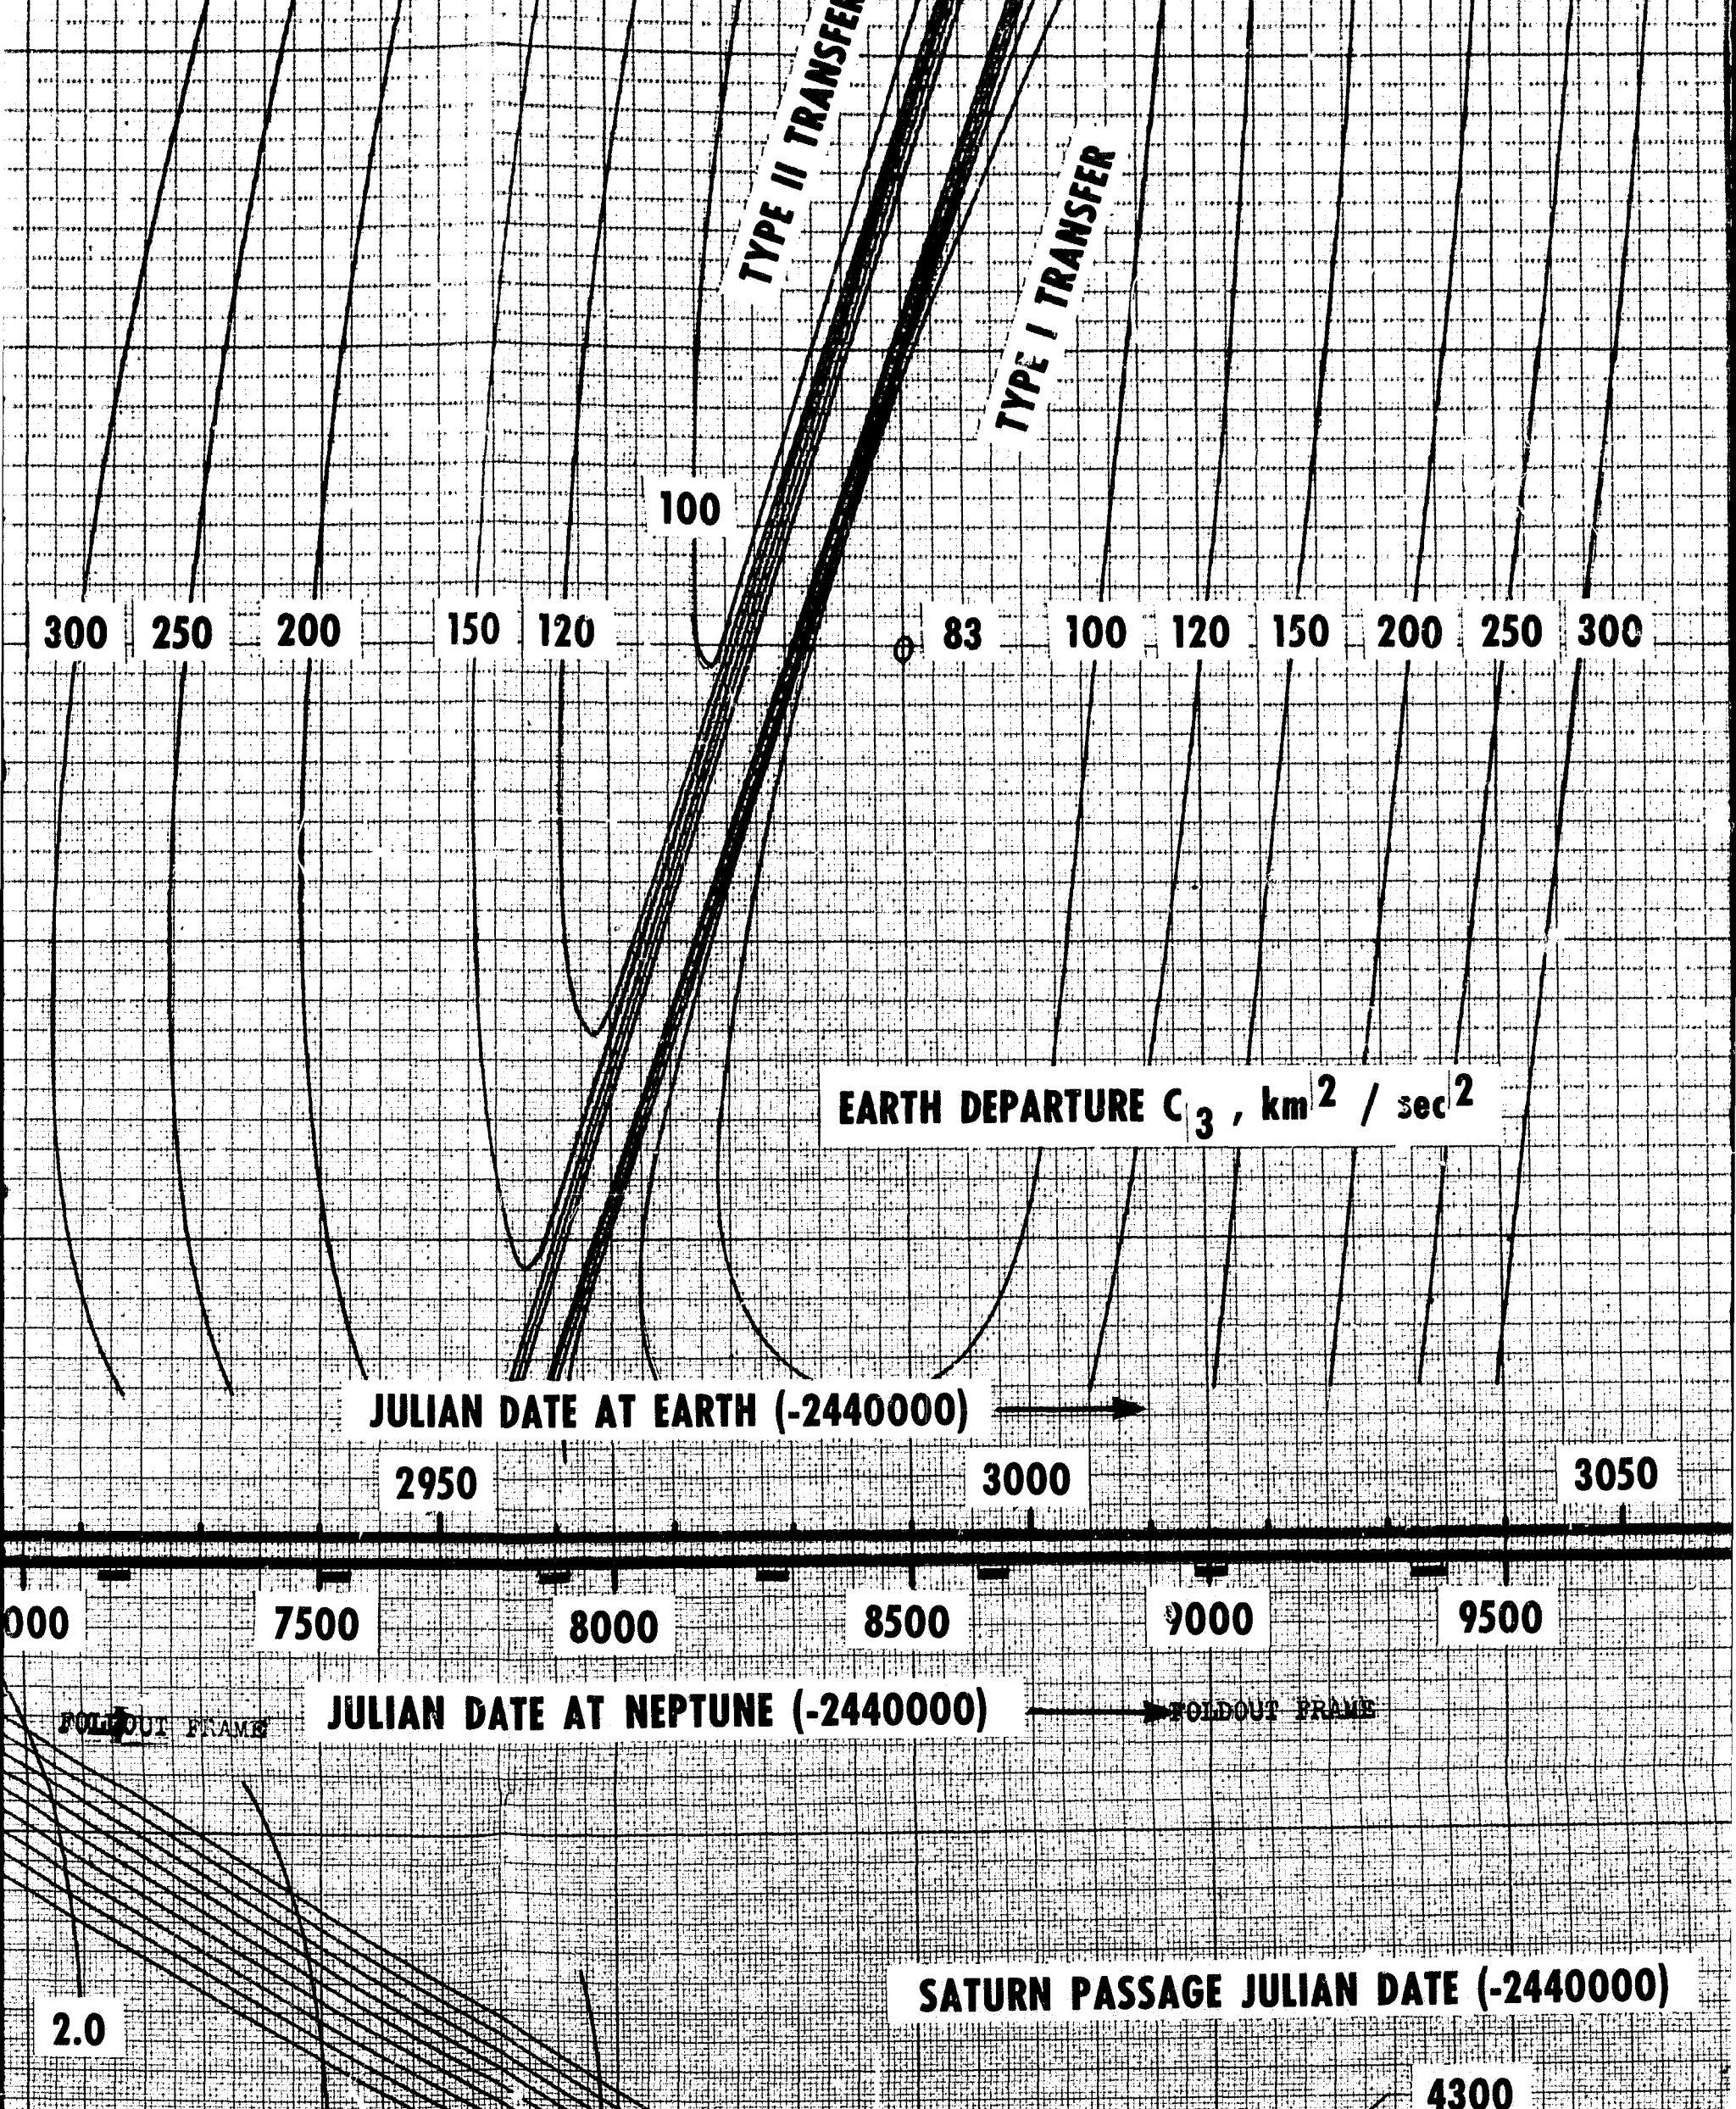 TYPE II TRANSFER
TYPE I TRANSFER
100
300 250 200 150 120 83 100 120 150 200 250 300
EARTH DEPARTURE C3, km2 / sec2
JULIAN DATE AT EARTH (-2440000)
2950 3000 3050
000 7500 8000 8500 9000 9500
JULIAN DATE AT NEPTUNE (-2440000)
FOLDOUT FRAME FOLDOUT FRAME
SATURN PASSAGE JULIAN DATE (-2440000)
2.0
4300